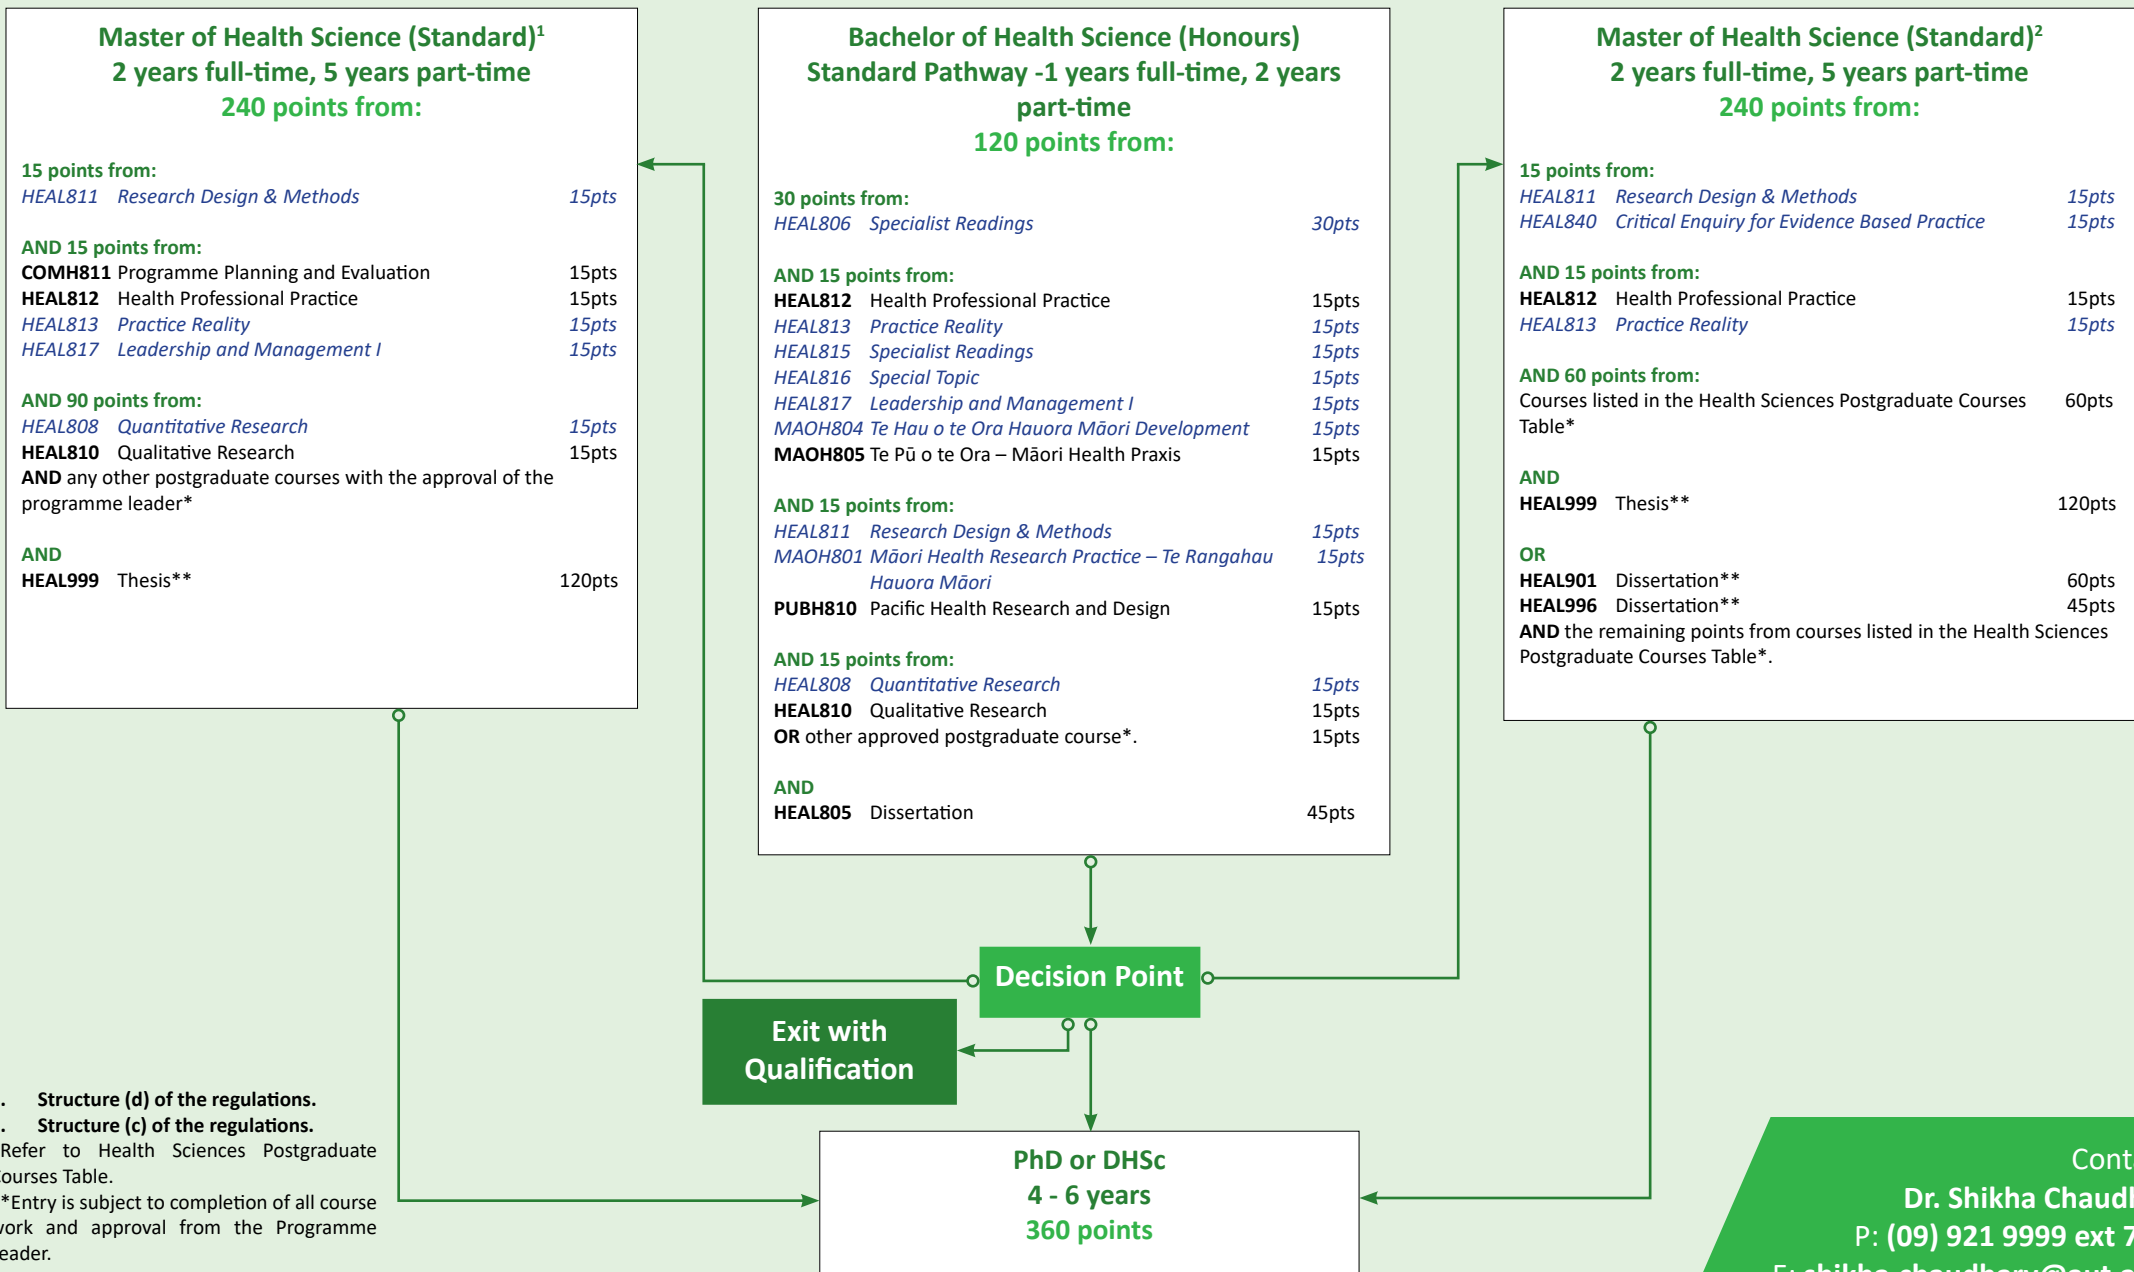 Master of Health Science (Standard)1
2 years full-time, 5 years part-time
240 points from:
15 points from:
HEAL811 Research Design & Methods 15pts
AND 15 points from:
COMH811 Programme Planning and Evaluation 15pts
HEAL812 Health Professional Practice 15pts
HEAL813 Practice Reality 15pts
HEAL817 Leadership and Management I 15pts
AND 90 points from:
HEAL808 Quantitative Research 15pts
HEAL810 Qualitative Research 15pts
AND any other postgraduate courses with the approval of the
programme leader*
AND
HEAL999 Thesis** 120pts
Bachelor of Health Science (Honours)
Standard Pathway -1 years full-time, 2 years
part-time
120 points from:
30 points from:
HEAL806 Specialist Readings 30pts
AND 15 points from:
HEAL812 Health Professional Practice 15pts
HEAL813 Practice Reality 15pts
HEAL815 Specialist Readings 15pts
HEAL816 Special Topic 15pts
HEAL817 Leadership and Management I 15pts
MAOH804 Te Hau o te Ora Hauora Māori Development 15pts
MAOH805 Te Pū o te Ora – Māori Health Praxis 15pts
AND 15 points from:
HEAL811 Research Design & Methods 15pts
MAOH801 Māori Health Research Practice – Te Rangahau 15pts
Hauora Māori
PUBH810 Pacific Health Research and Design 15pts
AND 15 points from:
HEAL808 Quantitative Research 15pts
HEAL810 Qualitative Research 15pts
OR other approved postgraduate course*. 15pts
AND
HEAL805 Dissertation 45pts
Master of Health Science (Standard)2
2 years full-time, 5 years part-time
240 points from:
15 points from:
HEAL811 Research Design & Methods 15pts
HEAL840 Critical Enquiry for Evidence Based Practice 15pts
AND 15 points from:
HEAL812 Health Professional Practice 15pts
HEAL813 Practice Reality 15pts
AND 60 points from:
Courses listed in the Health Sciences Postgraduate Courses 60pts
Table*
AND
HEAL999 Thesis** 120pts
OR
HEAL901 Dissertation** 60pts
HEAL996 Dissertation** 45pts
AND the remaining points from courses listed in the Health Sciences
Postgraduate Courses Table*.
Decision Point
Exit with
Qualification
. Structure (d) of the regulations.
. Structure (c) of the regulations.
Refer to Health Sciences Postgraduate
Courses Table.
*Entry is subject to completion of all course
work and approval from the Programme
eader.
PhD or DHSc
4 - 6 years
360 points
Cont
Dr. Shikha Chaudh
P: (09) 921 9999 ext 7